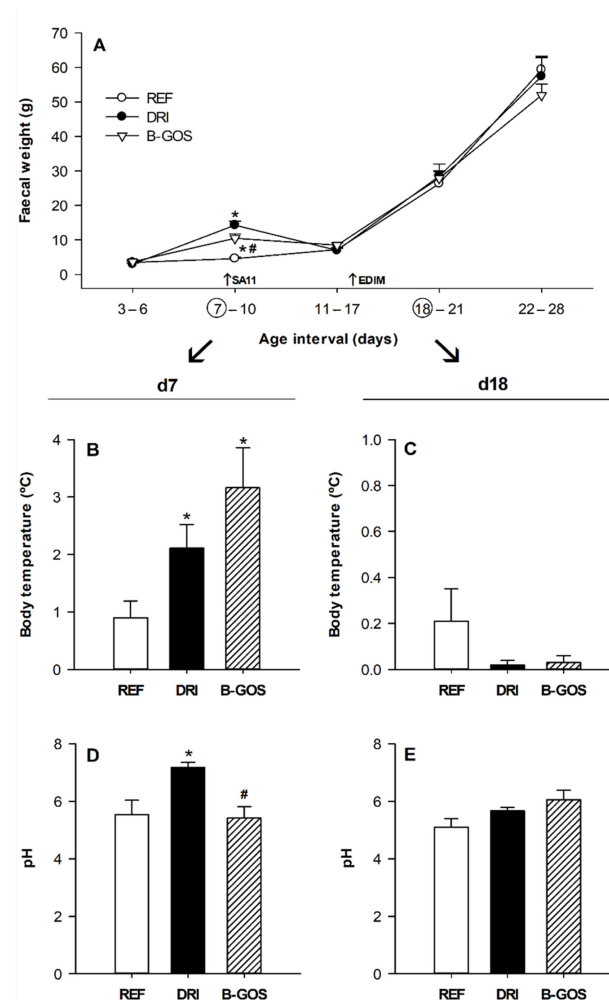 A
Faecal weight (g)
70
60
50
40
30
20
10
0
REF
DRI
B-GOS
*
*#
↑SA11
↑EDIM
3 – 6
7 – 10
11 – 17
18 – 21
22 – 28
Age interval (days)
d7
d18
B
Body temperature (ºC)
4
3
2
1
0
*
*
REF
DRI
B-GOS
C
Body temperature (ºC)
1.0
0.8
0.6
0.4
0.2
0.0
REF
DRI
B-GOS
D
pH
8
6
4
2
0
*
#
REF
DRI
B-GOS
E
pH
8
6
4
2
0
REF
DRI
B-GOS